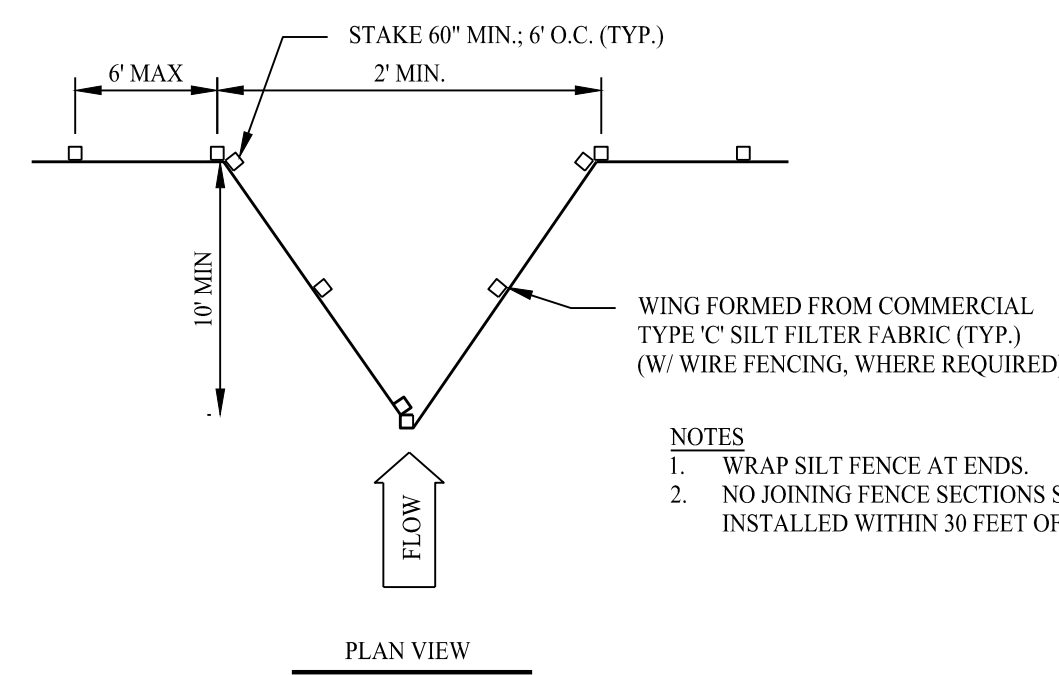 STAKE 60" MIN.; 6' O.C. (TYP.)
6' MAX
2' MIN.
10' MIN
WING FORMED FROM COMMERCIAL
TYPE 'C' SILT FILTER FABRIC (TYP.)
(W/ WIRE FENCING, WHERE REQUIRED)
NOTES
1. WRAP SILT FENCE AT ENDS.
2. NO JOINING FENCE SECTIONS S
INSTALLED WITHIN 30 FEET OF
FLOW
PLAN VIEW